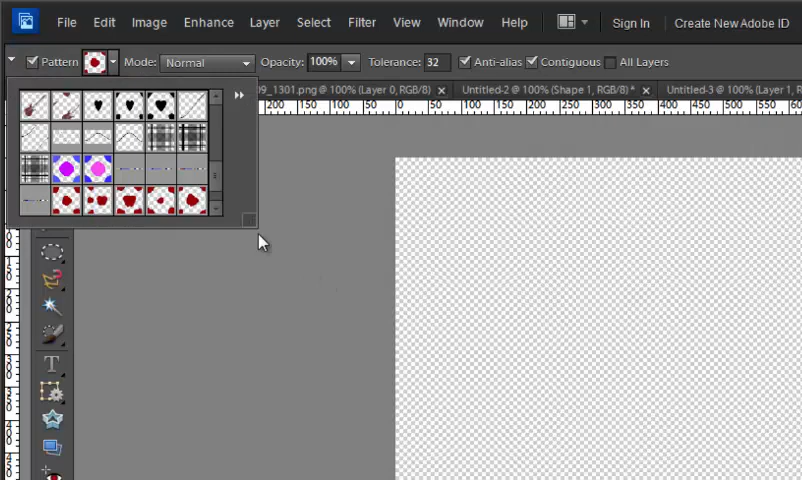 File Edit Image Enhance Layer Select Filter View Window Help Sign In Create New Adobe ID
Pattern Mode: Normal Opacity: 100% Tolerance: 32 Anti-alias Contiguous All Layers
09_1301.png @ 100% (Layer 0, RGB/8) Untitled-2 @ 100% (Shape 1, RGB/8) * Untitled-3 @ 100% (Layer 1, R
200 150 100 50 0 50 100 150 200 250 300 350 400 450 500 550 600
T